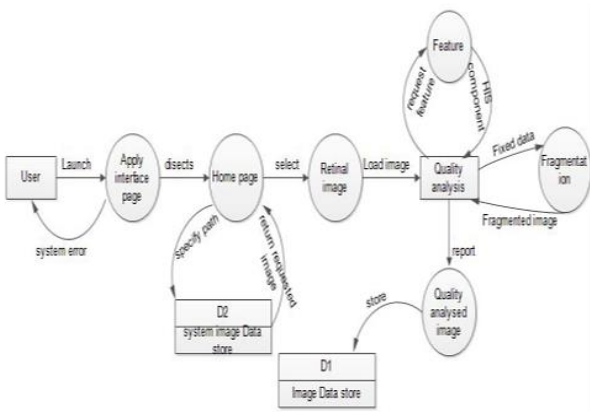 Feature
request
feature
HIS
component
User
Launch
Apply
interface
page
disects
Home page
select
Retinal
image
Load image
Quality
analysis
Fixed data
Fragmentat
ion
Fragmented image
system error
specify path
return requested
image
report
D2
system image Data
store
store
Quality
analysed
image
D1
Image Data store